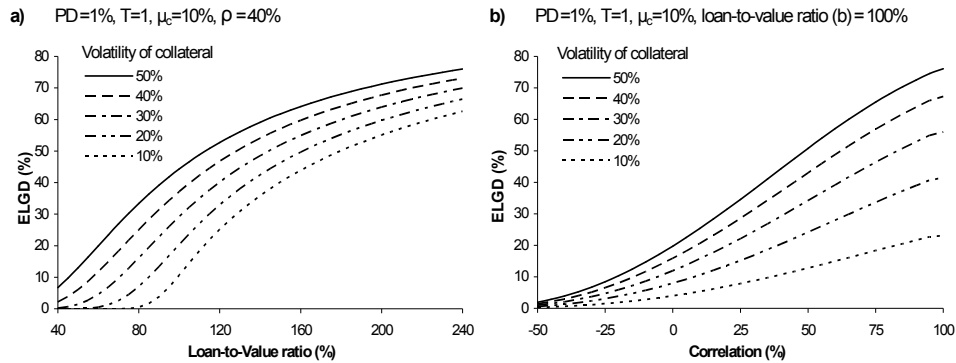 a) PD=1%, T=1, μc=10%, ρ = 40%
Volatility of collateral
50%
40%
30%
20%
10%
ELGD (%)
80
70
60
50
40
30
20
10
0
40 80 120 160 200 240
Loan-to-Value ratio (%)
b) PD=1%, T=1, μc=10%, loan-to-value ratio (b) = 100%
Volatility of collateral
50%
40%
30%
20%
10%
ELGD (%)
80
70
60
50
40
30
20
10
0
-50 -25 0 25 50 75 100
Correlation (%)